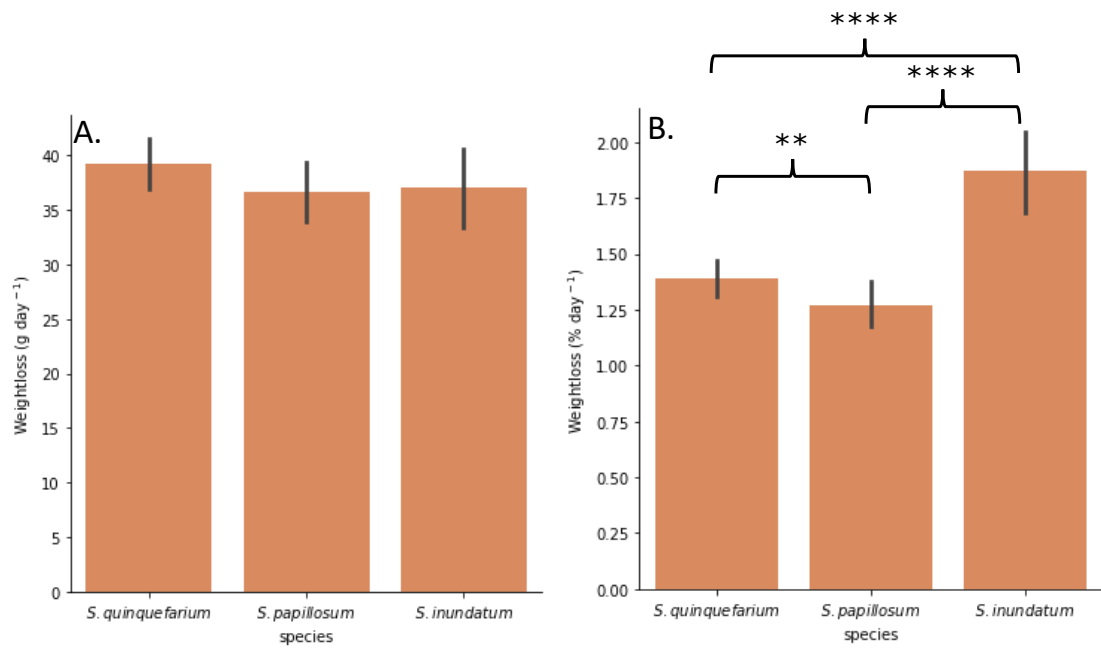 ****
****
**
A.
B.
40
35
30
25
20
15
10
5
0
Weightloss (g day⁻¹)
S.quinquefarium
S.papillosum
S.inundatum
species
2.00
1.75
1.50
1.25
1.00
0.75
0.50
0.25
0.00
Weightloss (% day⁻¹)
S.quinquefarium
S.papillosum
S.inundatum
species